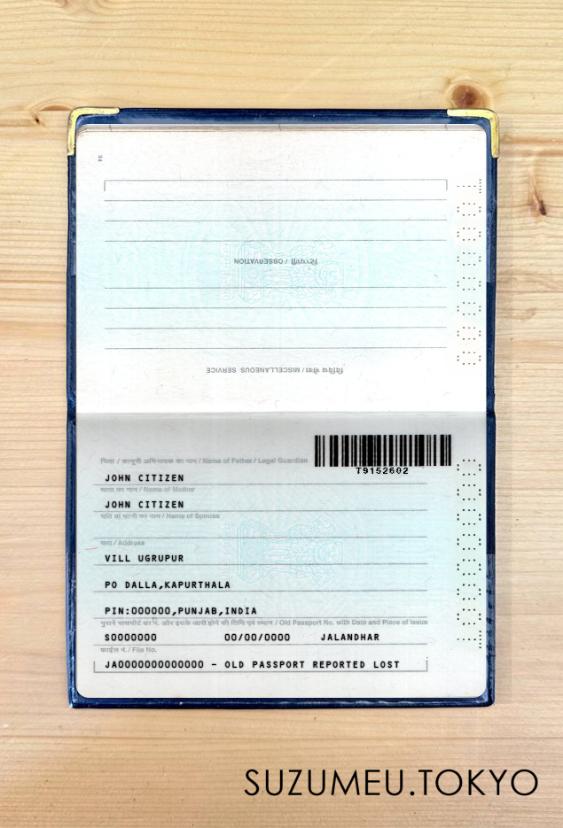 34
टिप्पणी / OBSERVATION
विविध सेवा / MISCELLANEOUS SERVICE
पिता / कानूनी अभिभावक का नाम / Name of Father / Legal Guardian
T9152602
JOHN CITIZEN
माता का नाम / Name of Mother
JOHN CITIZEN
पति या पत्नी का नाम / Name of Spouse
पता / Address
VILL UGRUPUR
PO DALLA,KAPURTHALA
PIN:000000,PUNJAB,INDIA
पुराने पासपोर्ट का नं. और इसके जारी होने की तिथि एवं स्थान / Old Passport No. with Date and Place of Issue
S0000000 00/00/0000 JALANDHAR
फाईल नं. / File No.
JA0000000000000 - OLD PASSPORT REPORTED LOST
SUZUMEU.TOKYO